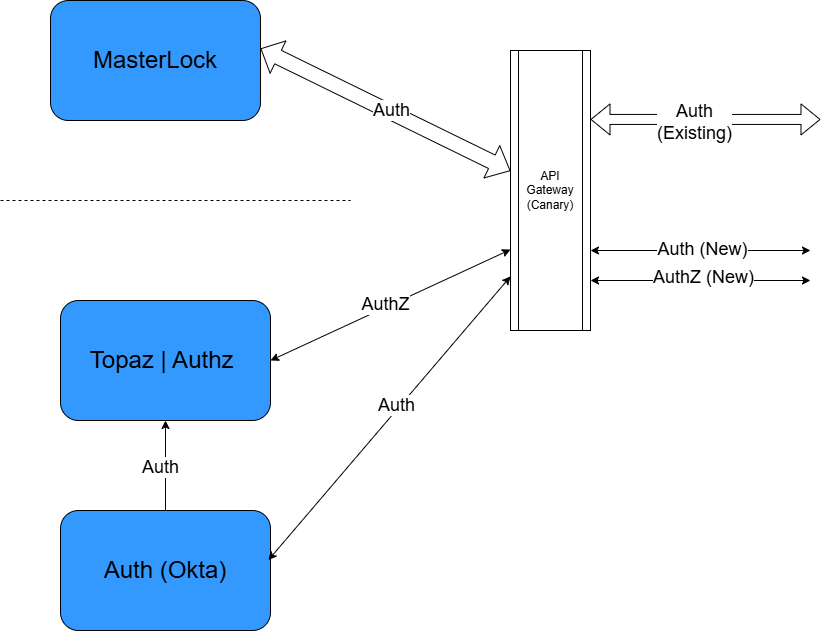 MasterLock
Auth
Auth
(Existing)
API
Gateway
(Canary)
Auth (New)
AuthZ (New)
AuthZ
Topaz | Authz
Auth
Auth
Auth (Okta)